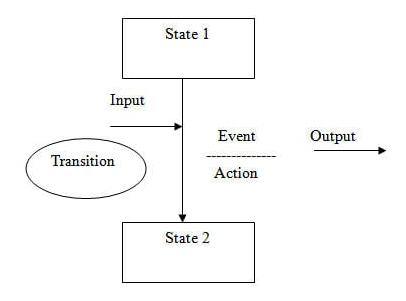 State 1
Input
Event
Output
Transition
Action
State 2